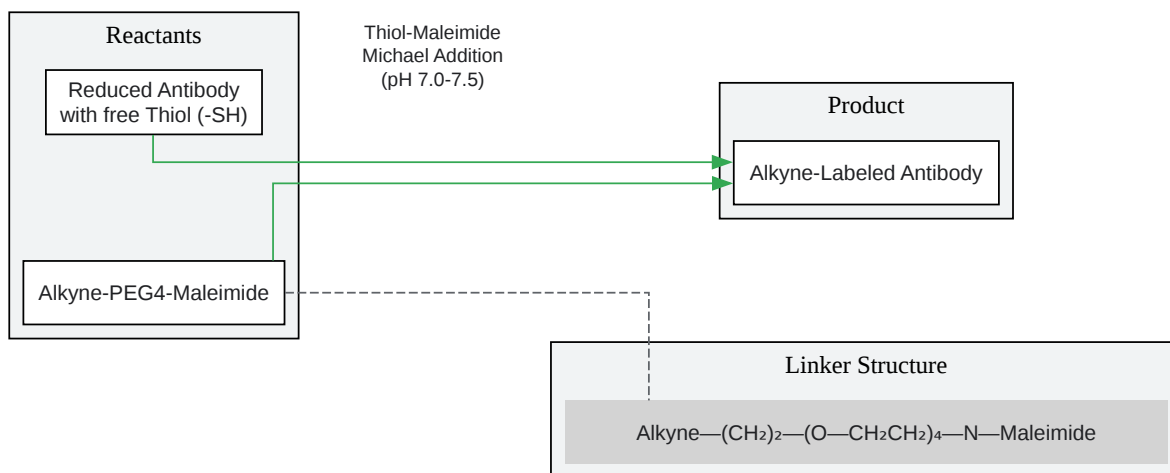 Reactants
Reduced Antibody
with free Thiol (-SH)
Alkyne-PEG4-Maleimide
Thiol-Maleimide
Michael Addition
(pH 7.0-7.5)
Product
Alkyne-Labeled Antibody
Linker Structure
Alkyne—(CH₂)₂—(O—CH₂CH₂)₄—N—Maleimide